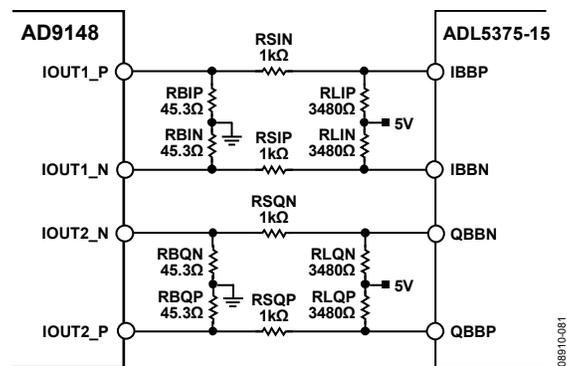 AD9148
ADL5375-15
RSIN
1kΩ
IOUT1_P
IBBP
RBIP
45.3Ω
RLIP
3480Ω
5V
RBIN
45.3Ω
RSIP
1kΩ
RLIN
3480Ω
IOUT1_N
IBBN
RSQN
1kΩ
IOUT2_N
QBBN
RBQN
45.3Ω
RLQN
3480Ω
5V
RBQP
45.3Ω
RSQP
1kΩ
RLQP
3480Ω
IOUT2_P
QBBP
08910-081